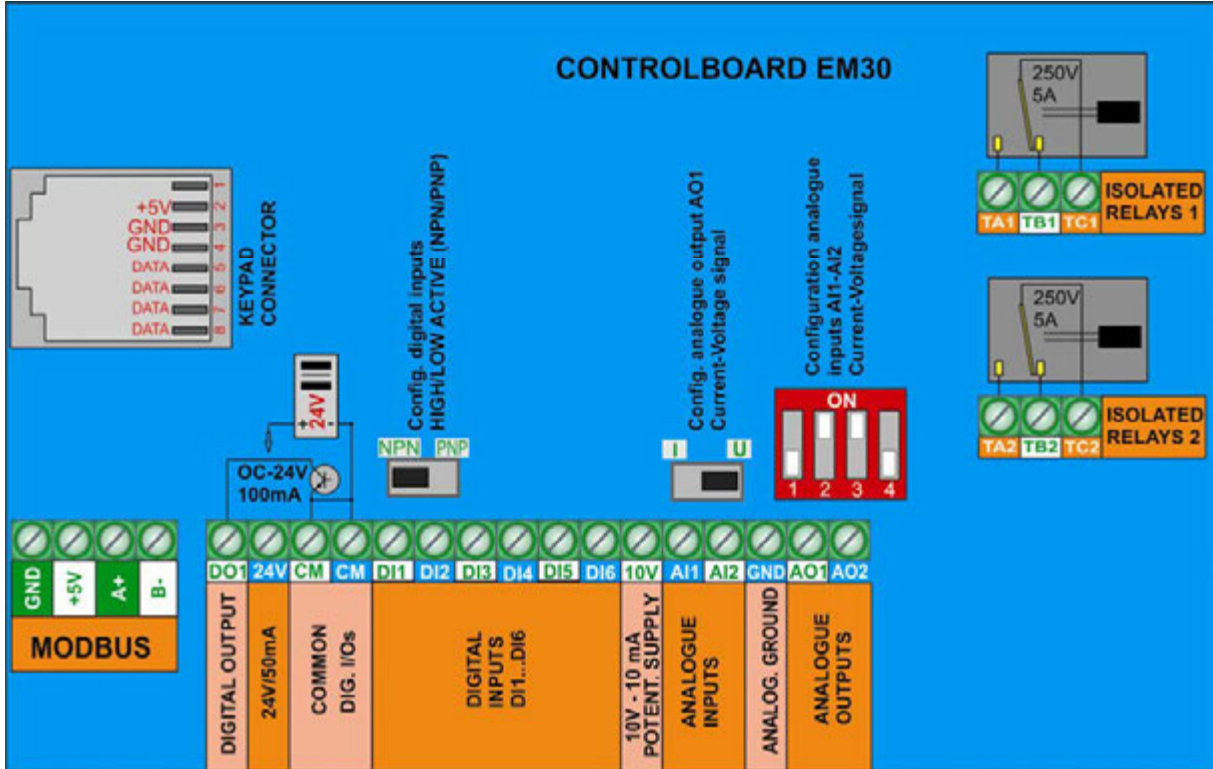 CONTROLBOARD EM30
250V
5A
TA1 TB1 TC1
ISOLATED
RELAYS 1
250V
5A
TA2 TB2 TC2
ISOLATED
RELAYS 2
1
+5V 2
GND 3
GND 4
DATA 5
DATA 6
DATA 7
DATA 8
KEYPAD
CONNECTOR
24V
+ -
OC-24V
100mA
Config. digital inputs
HIGH/LOW ACTIVE (NPN/PNP)
NPN PNP
Config. analogue output AO1
Current-Voltage signal
I U
Configuration analogue
inputs AI1-AI2
Current-Voltagesignal
ON
1 2 3 4
GND +5V A+ B-
MODBUS
DO1 24V CM CM DI1 DI2 DI3 DI4 DI5 DI6 10V AI1 AI2 GND AO1 AO2
DIGITAL OUTPUT
24V/50mA
COMMON
DIG. I/Os
DIGITAL
INPUTS
DI1...DI6
10V - 10 mA
POTENT. SUPPLY
ANALOGUE
INPUTS
ANALOG. GROUND
ANALOGUE
OUTPUTS